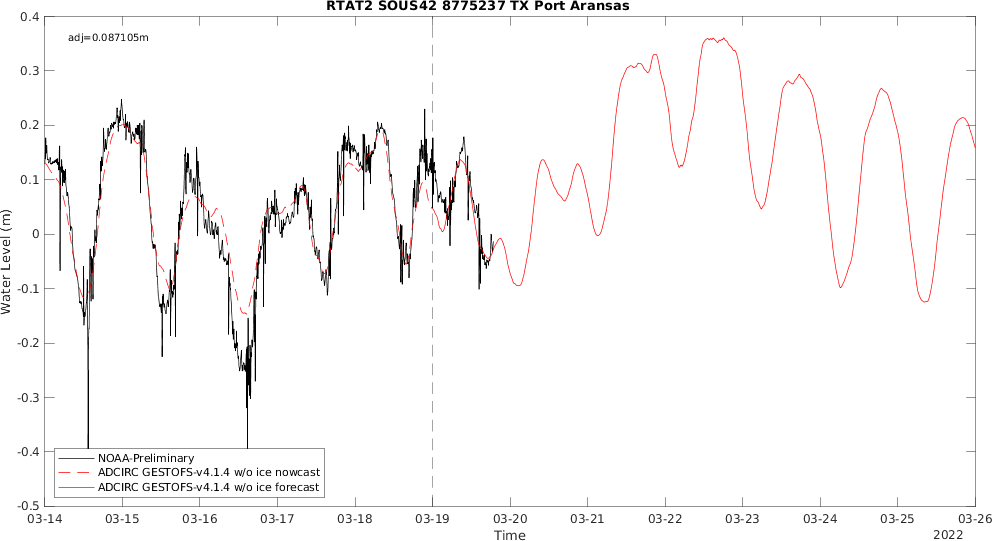 RTAT2 SOUS42 8775237 TX Port Aransas
adj=0.087105m
0.4
0.3
0.2
0.1
0
-0.1
-0.2
-0.3
-0.4
-0.5
Water Level (m)
NOAA-Preliminary
ADCIRC GESTOFS-v4.1.4 w/o ice nowcast
ADCIRC GESTOFS-v4.1.4 w/o ice forecast
03-14 03-15 03-16 03-17 03-18 03-19 03-20 03-21 03-22 03-23 03-24 03-25 03-26
Time
2022